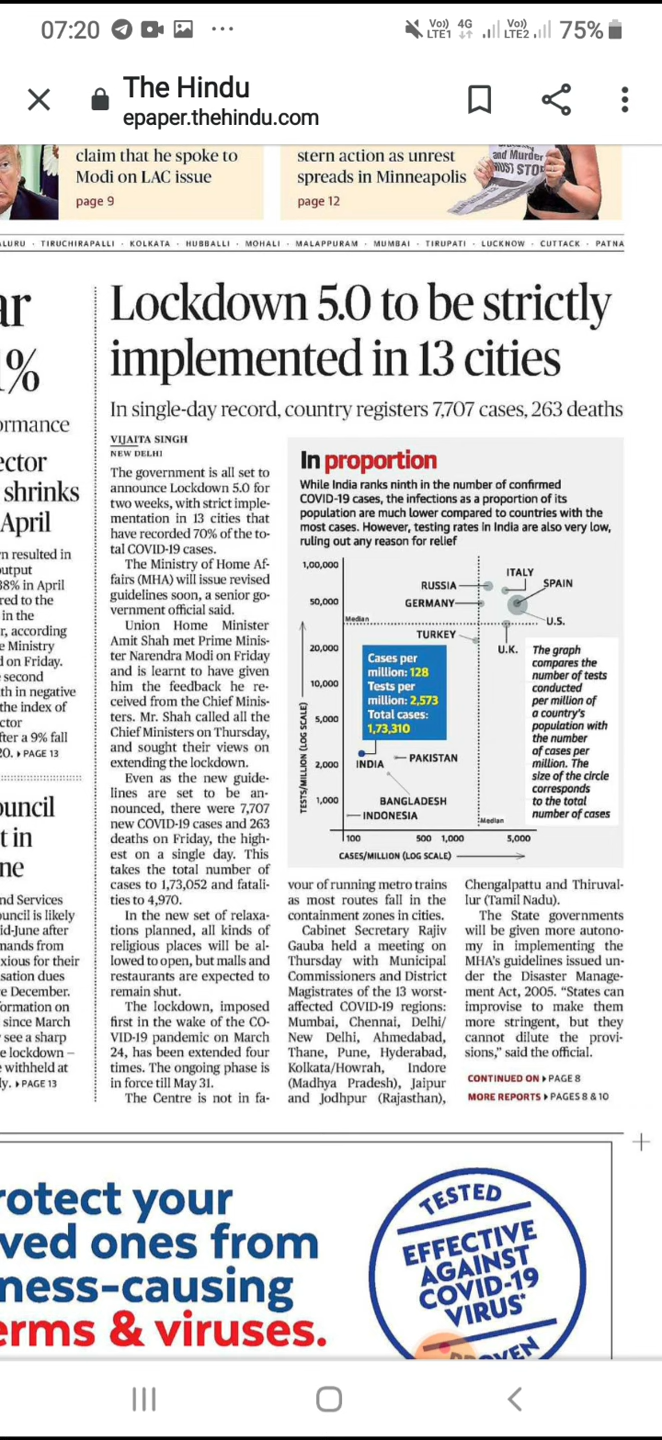 07:20
Vo)) 4G Vo))
LTE1 LTE2 75%
The Hindu
epaper.thehindu.com
claim that he spoke to
Modi on LAC issue
page 9
stern action as unrest
spreads in Minneapolis
page 12
and Murder
MUST STOP
LURU · TIRUCHIRAPALLI · KOLKATA · HUBBALLI · MOHALI · MALAPPURAM · MUMBAI · TIRUPATI · LUCKNOW · CUTTACK · PATNA
ar
1%
ormance
ector
shrinks
April
n resulted in
output
38% in April
red to the
in the
r, according
e Ministry
d on Friday.
second
th in negative
the index of
ctor
fter a 9% fall
20. PAGE 13
ouncil
t in
ne
nd Services
ouncil is likely
id-June after
mands from
xious for their
sation dues
e December.
ormation on
since March
see a sharp
e lockdown –
withheld at
ly. PAGE 13
Lockdown 5.0 to be strictly
implemented in 13 cities
In single-day record, country registers 7,707 cases, 263 deaths
VIJAITA SINGH
NEW DELHI
The government is all set to
announce Lockdown 5.0 for
two weeks, with strict imple-
mentation in 13 cities that
have recorded 70% of the to-
tal COVID-19 cases.
The Ministry of Home Af-
fairs (MHA) will issue revised
guidelines soon, a senior go-
vernment official said.
Union Home Minister
Amit Shah met Prime Minis-
ter Narendra Modi on Friday
and is learnt to have given
him the feedback he re-
ceived from the Chief Minis-
ters. Mr. Shah called all the
Chief Ministers on Thursday,
and sought their views on
extending the lockdown.
Even as the new guide-
lines are set to be an-
nounced, there were 7,707
new COVID-19 cases and 263
deaths on Friday, the high-
est on a single day. This
takes the total number of
cases to 1,73,052 and fatali-
ties to 4,970.
In the new set of relaxa-
tions planned, all kinds of
religious places will be al-
lowed to open, but malls and
restaurants are expected to
remain shut.
The lockdown, imposed
first in the wake of the CO-
VID-19 pandemic on March
24, has been extended four
times. The ongoing phase is
in force till May 31.
The Centre is not in fa-
In proportion
While India ranks ninth in the number of confirmed
COVID-19 cases, the infections as a proportion of its
population are much lower compared to countries with the
most cases. However, testing rates in India are also very low,
ruling out any reason for relief
TESTS/MILLION (LOG SCALE)
1,00,000
50,000
20,000
10,000
5,000
2,000
1,000
Median
RUSSIA
ITALY
SPAIN
GERMANY
U.S.
TURKEY
U.K.
Cases per
million: 128
Tests per
million: 2,573
Total cases:
1,73,310
INDIA
PAKISTAN
BANGLADESH
INDONESIA
Median
100 500 1,000 5,000
CASES/MILLION (LOG SCALE)
The graph
compares the
number of tests
conducted
per million of
a country's
population with
the number
of cases per
million. The
size of the circle
corresponds
to the total
number of cases
vour of running metro trains
as most routes fall in the
containment zones in cities.
Cabinet Secretary Rajiv
Gauba held a meeting on
Thursday with Municipal
Commissioners and District
Magistrates of the 13 worst-
affected COVID-19 regions:
Mumbai, Chennai, Delhi/
New Delhi, Ahmedabad,
Thane, Pune, Hyderabad,
Kolkata/Howrah, Indore
(Madhya Pradesh), Jaipur
and Jodhpur (Rajasthan),
Chengalpattu and Thiruval-
lur (Tamil Nadu).
The State governments
will be given more autono-
my in implementing the
MHA's guidelines issued un-
der the Disaster Manage-
ment Act, 2005. "States can
improvise to make them
more stringent, but they
cannot dilute the provi-
sions," said the official.
CONTINUED ON PAGE 8
MORE REPORTS PAGES 8 & 10
rotect your
ved ones from
ness-causing
erms & viruses.
TESTED
EFFECTIVE
AGAINST
COVID-19
VIRUS*
PROVEN